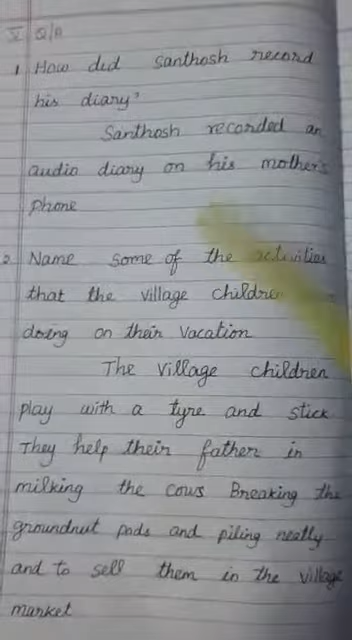 V Q/A
1 How did Santhosh record
his diary?
Santhosh recorded an
audio diary on his mother's
phone
2 Name some of the activities
that the village children
doing on their vacation
The village children
play with a tyre and stick
They help their father in
milking the cows Breaking the
groundnut pods and piling neatly
and to sell them in the village
market